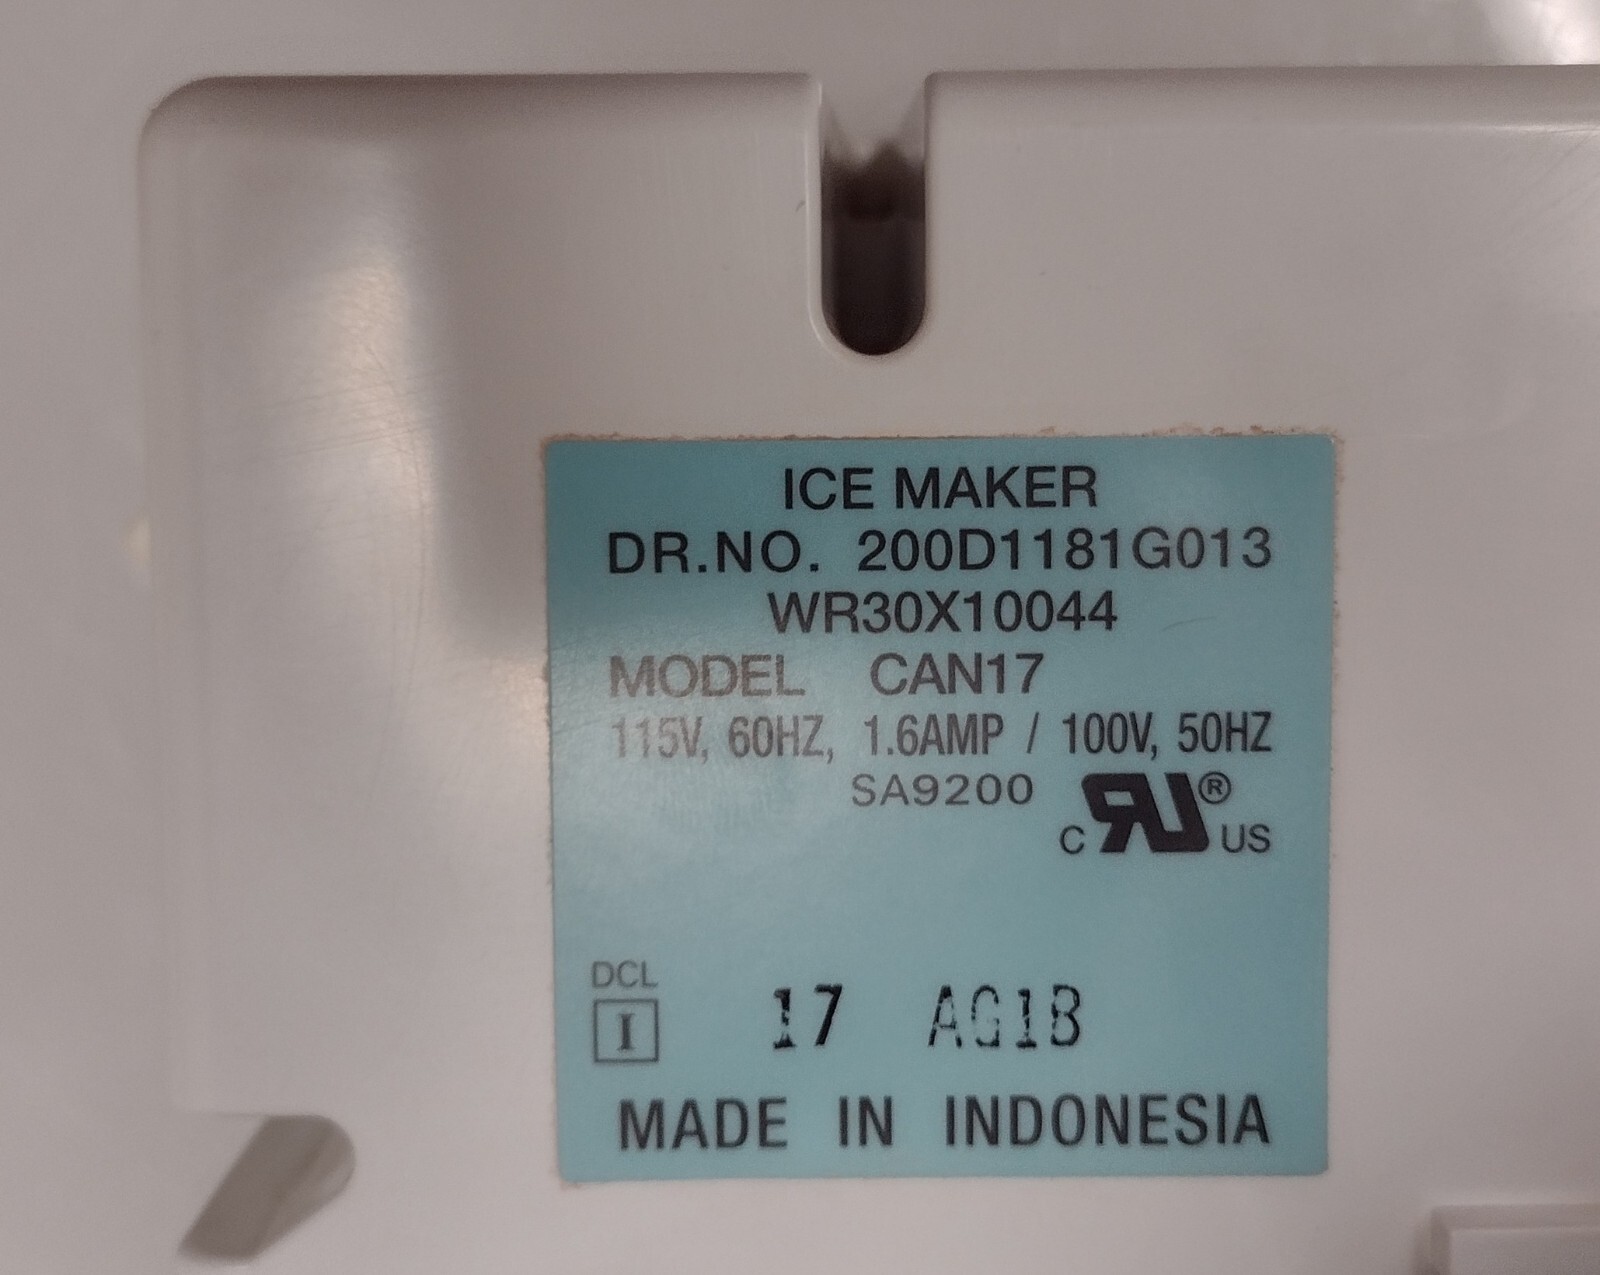 ICE MAKER
DR.NO. 200D1181G013
WR30X10044
MODEL CAN17
115V, 60HZ, 1.6AMP / 100V, 50HZ
SA9200
C RU ® US
DCL
I
17 AG1B
MADE IN INDONESIA